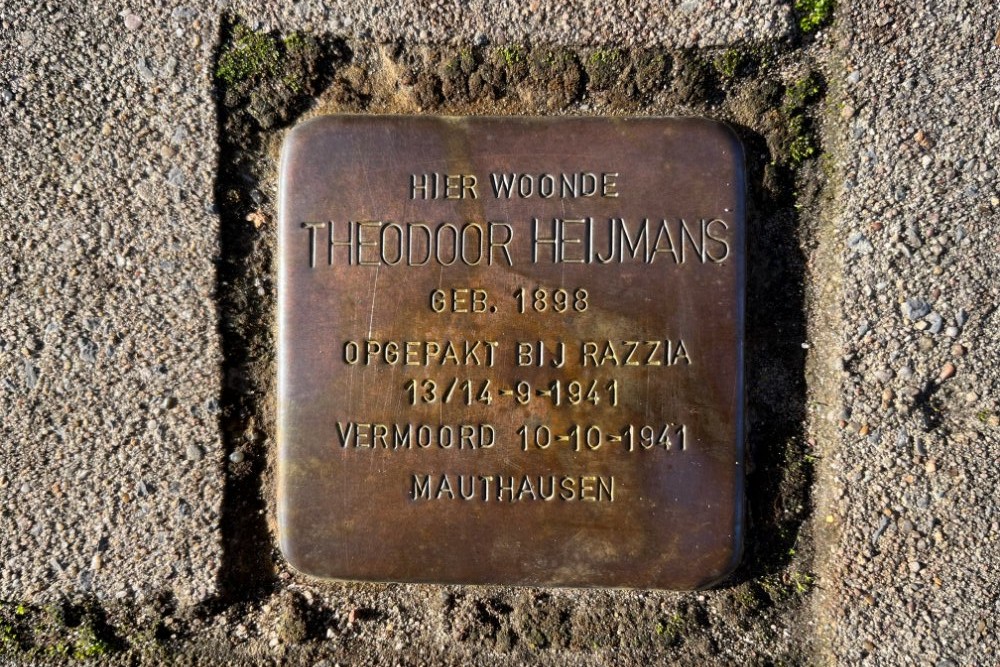 HIER WOONDE
THEODOOR HEIJMANS
GEB. 1898
OPGEPAKT BIJ RAZZIA
13/14-9-1941
VERMOORD 10-10-1941
MAUTHAUSEN